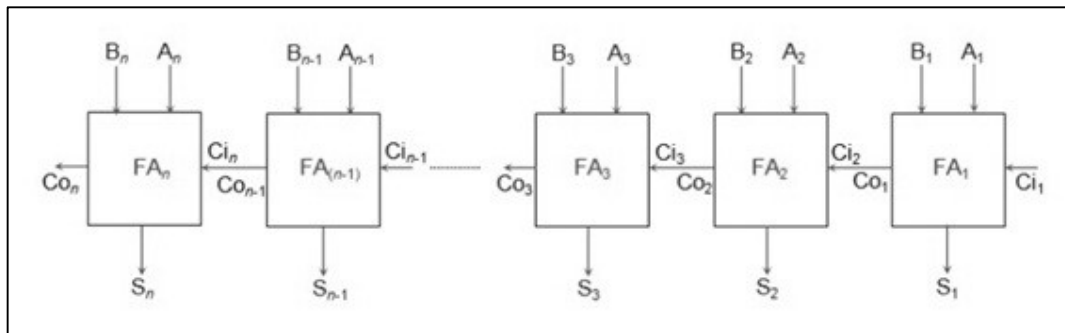 Bₙ Aₙ Bₙ₋₁ Aₙ₋₁ B₃ A₃ B₂ A₂ B₁ A₁
Ciₙ Ciₙ₋₁ Ci₃ Ci₂
FAₙ FA₍ₙ₋₁₎ FA₃ FA₂ FA₁
Coₙ Coₙ₋₁ Co₃ Co₂ Co₁ Ci₁
Sₙ Sₙ₋₁ S₃ S₂ S₁